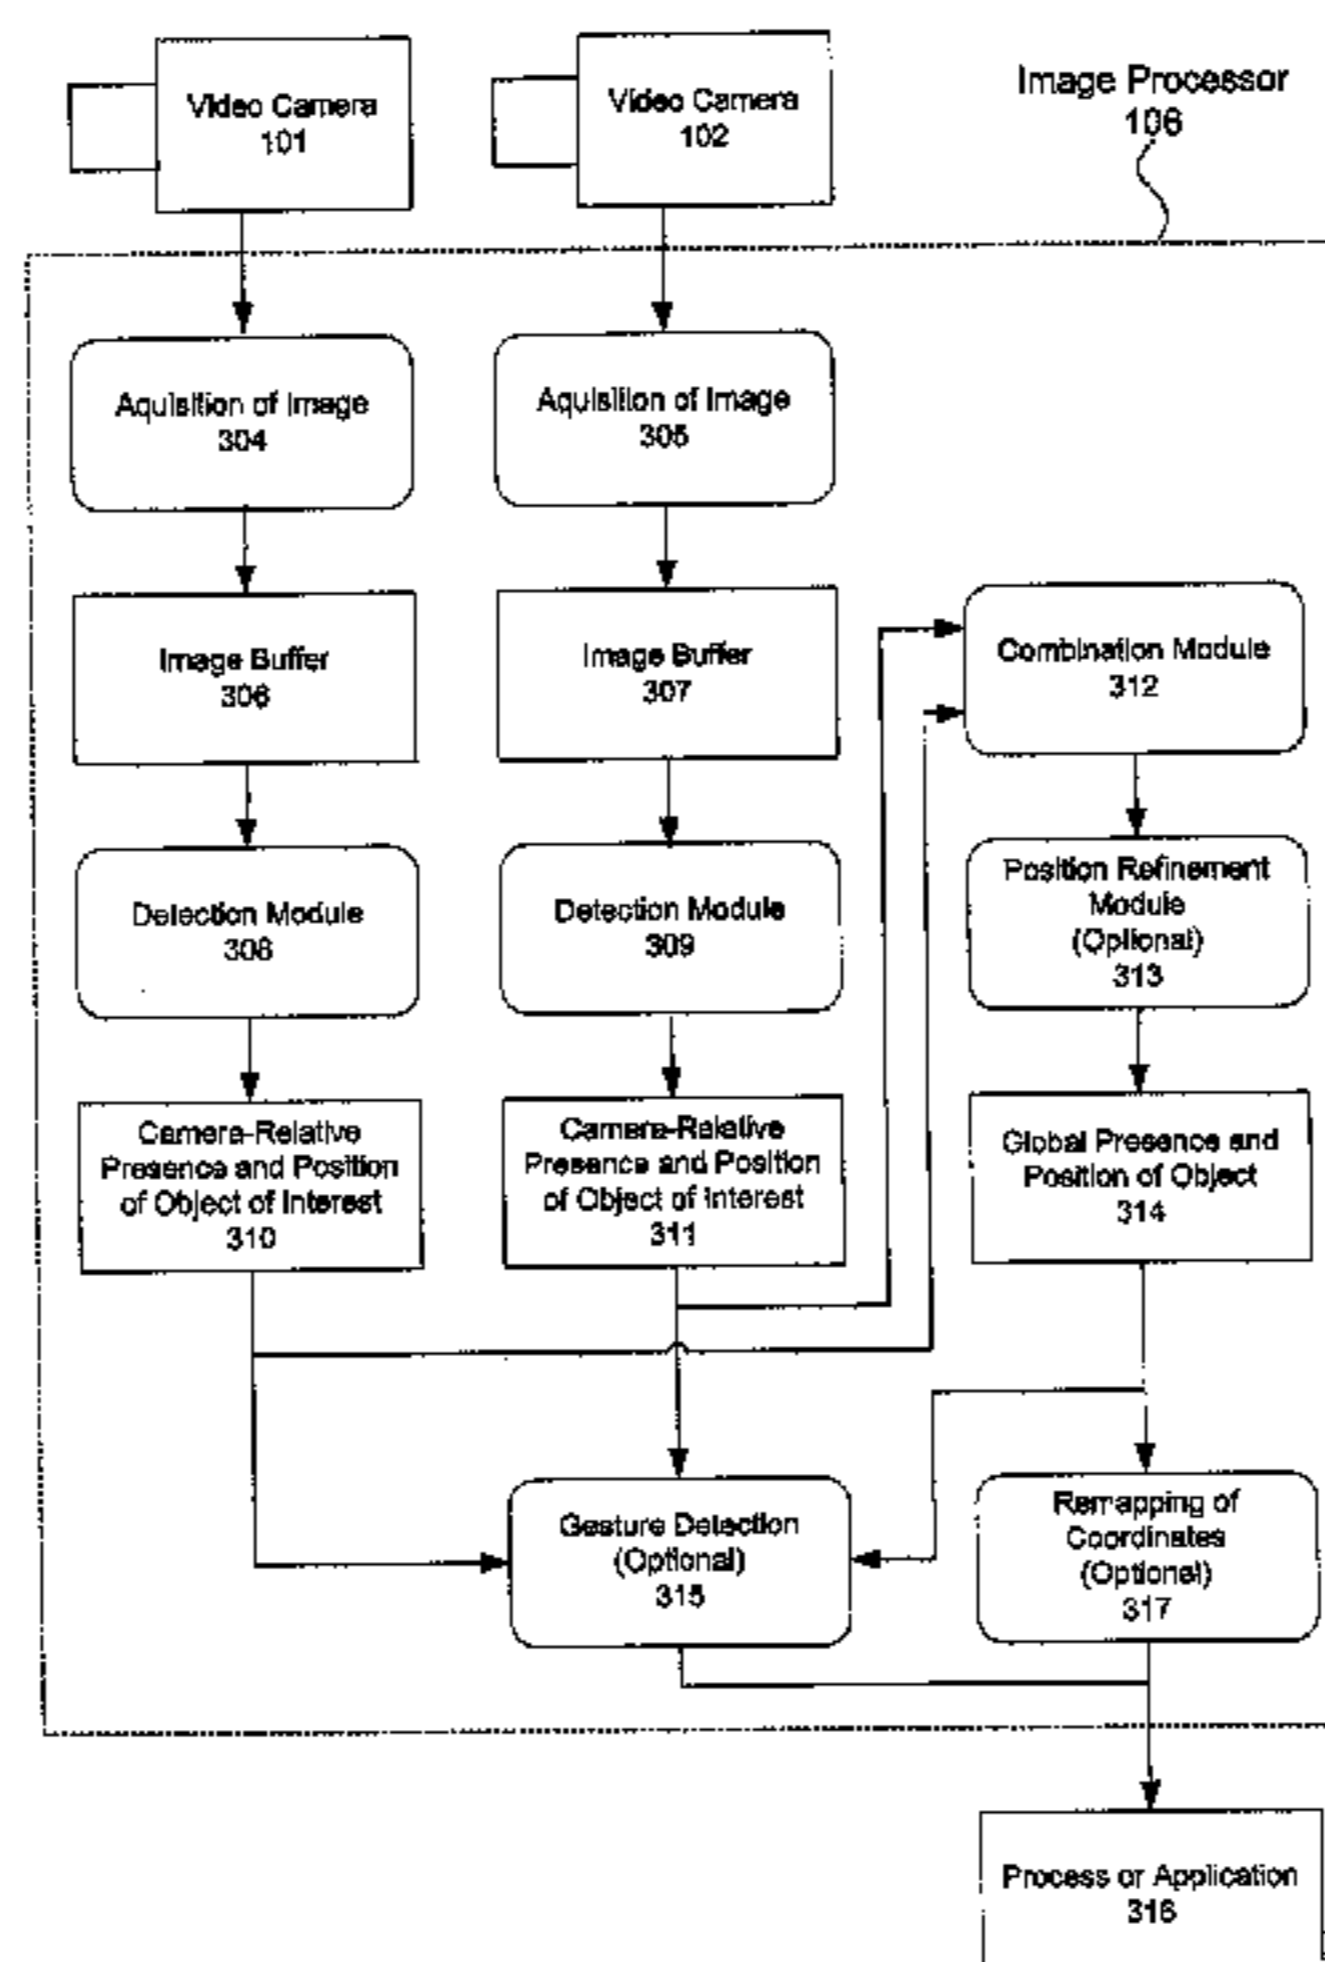 Video Camera
101
Video Camera
102
Image Processor
106
Aquisition of Image
304
Aquisition of Image
305
Image Buffer
306
Image Buffer
307
Combination Module
312
Detection Module
308
Detection Module
309
Position Refinement
Module
(Optional)
313
Camera-Relative
Presence and Position
of Object of Interest
310
Camera-Relative
Presence and Position
of Object of Interest
311
Global Presence and
Position of Object
314
Gesture Detection
(Optional)
315
Remapping of
Coordinates
(Optional)
317
Process or Application
316